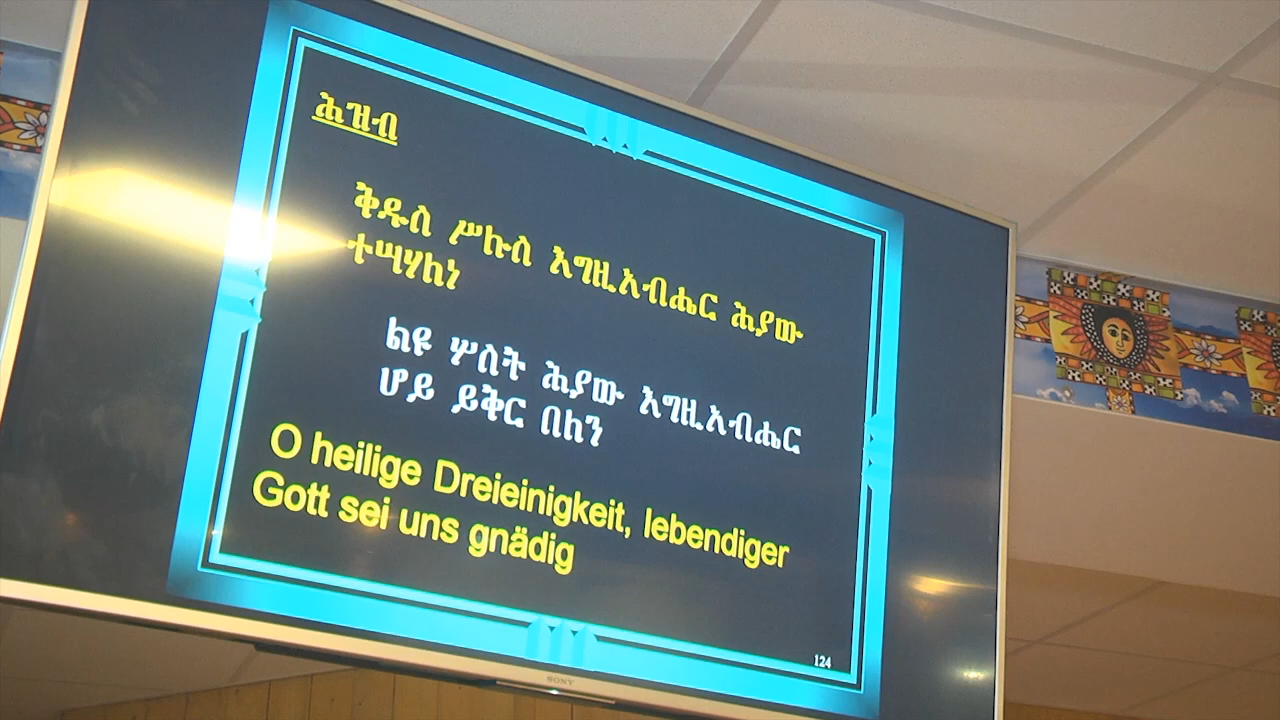 ሕዝብ
ቅዱስ ሥሉስ እግዚአብሔር ሕያው
ተሣሃለነ
ልዩ ሦስት ሕያው እግዚአብሔር
ሆይ ይቅር በለን
O heilige Dreieinigkeit, lebendiger
Gott sei uns gnädig
124
SONY